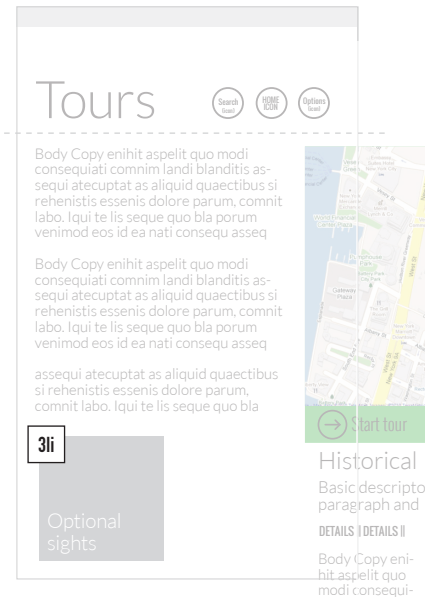 Tours
Search
(icon)
HOME
ICON
Options
(icon)
Body Copy enihit aspelit quo modi
consequiati comnim landi blanditis as-
sequi atecuptat as aliquid quaectibus si
rehenistis essenis dolore parum, comnit
labo. Iqui te lis seque quo bla porum
venimod eos id ea nati consequ asseq
Body Copy enihit aspelit quo modi
consequiati comnim landi blanditis as-
sequi atecuptat as aliquid quaectibus si
rehenistis essenis dolore parum, comnit
labo. Iqui te lis seque quo bla porum
venimod eos id ea nati consequ asseq
assequi atecuptat as aliquid quaectibus
si rehenistis essenis dolore parum,
comnit labo. Iqui te lis seque quo bla
3li
Optional
sights
Gateway
Plaza
West St
Start tour
Historical
Basic descripto
paragraph and
DETAILS || DETAILS ||
Body Copy eni-
hit aspelit quo
modi consequi-